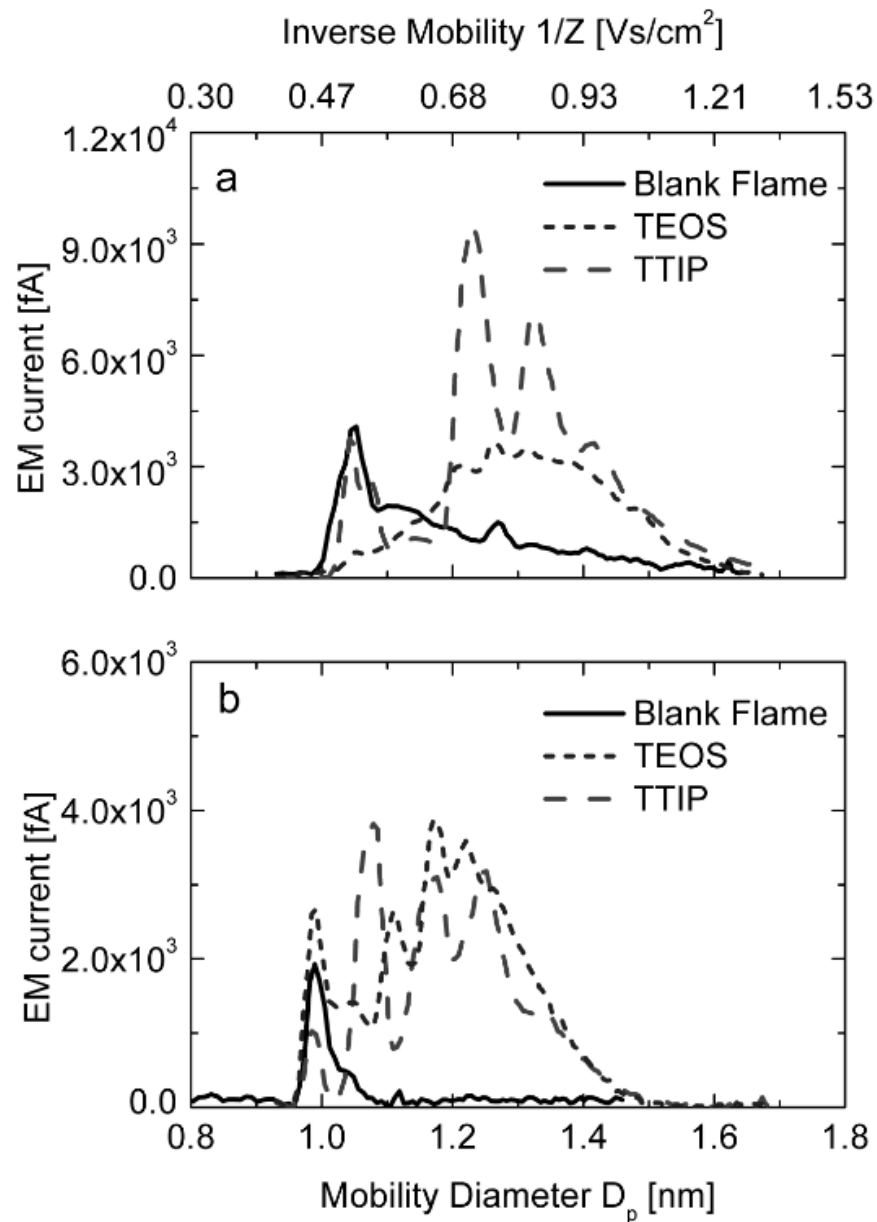 Inverse Mobility 1/Z [Vs/cm²]
0.30 0.47 0.68 0.93 1.21 1.53
1.2x10⁴
9.0x10³
6.0x10³
3.0x10³
0.0
EM current [fA]
a
Blank Flame
TEOS
TTIP
6.0x10³
4.0x10³
2.0x10³
0.0
EM current [fA]
b
Blank Flame
TEOS
TTIP
0.8 1.0 1.2 1.4 1.6 1.8
Mobility Diameter Dₚ [nm]